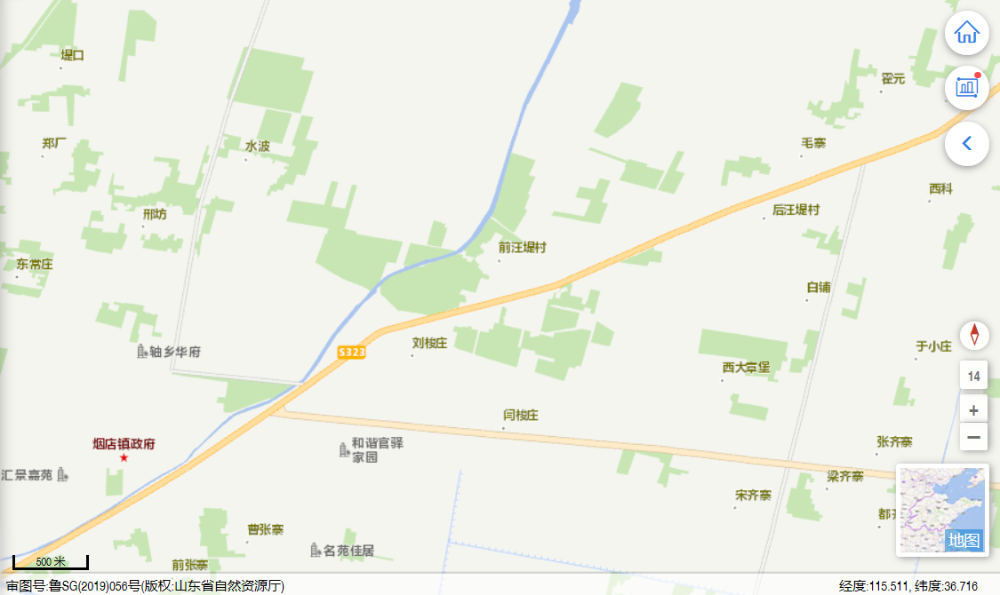 堤口
霍元
郑厂
水波
毛寨
西科
邢坊
后汪堤村
前汪堤村
东常庄
白铺
刘梭庄
于小庄
轴乡华府
S323
西大章堡
14
+
−
闫梭庄
烟店镇政府
和谐官驿
家园
张齐寨
汇景嘉苑
梁齐寨
宋齐寨
曹张寨
地图
名苑佳居
500 米
前张寨
审图号:鲁SG(2019)056号(版权:山东省自然资源厅)
经度:115.511, 纬度:36.716